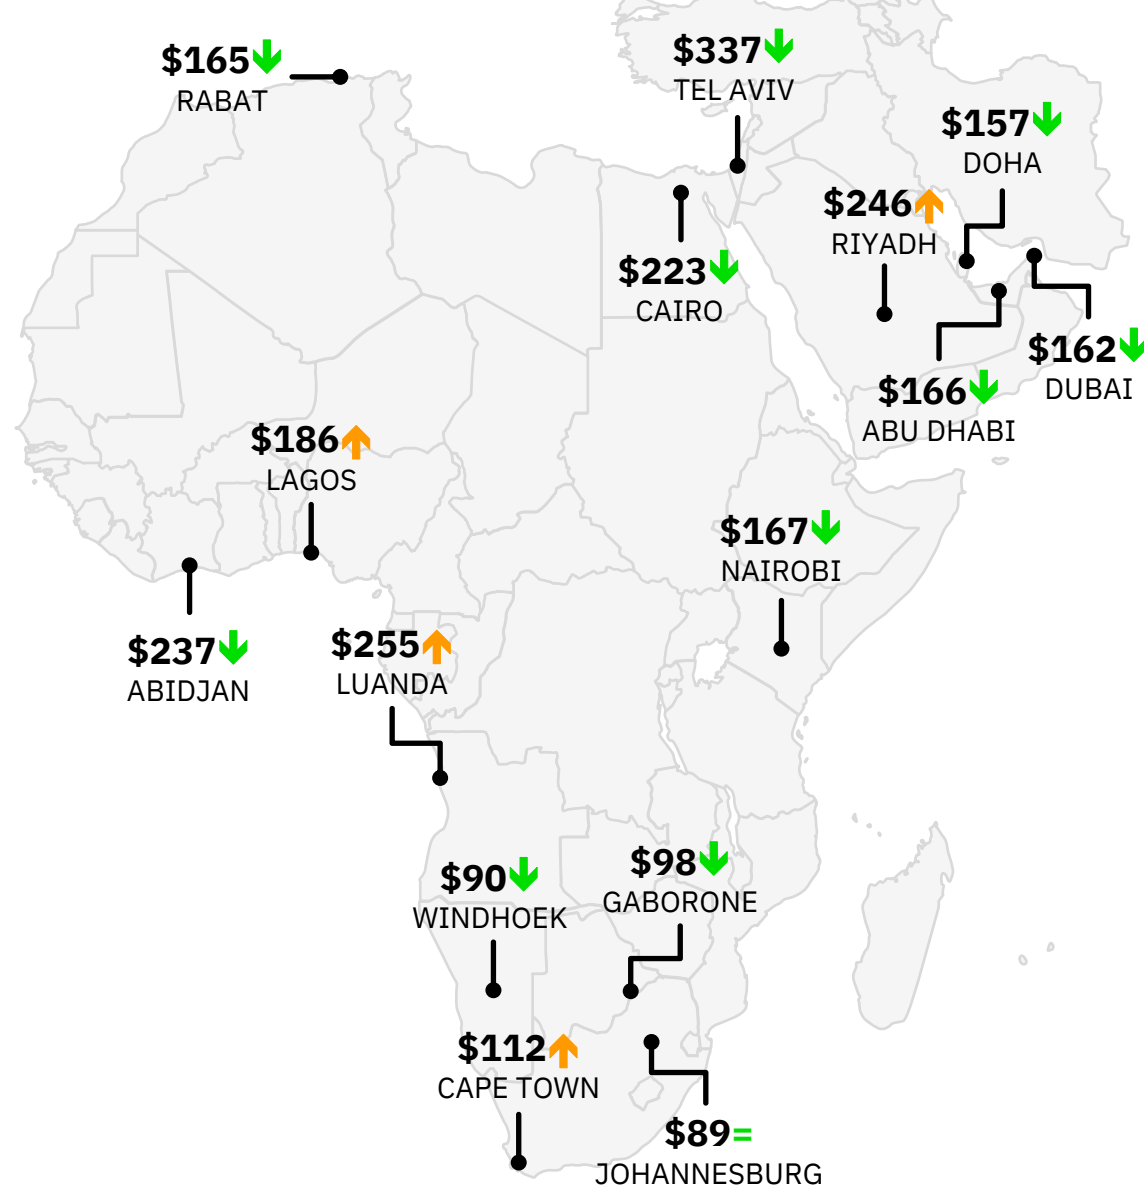 $337↓
TEL AVIV
$165↓
RABAT
$157↓
DOHA
$246↑
RIYADH
$223↓
CAIRO
$162↓
DUBAI
$166↓
ABU DHABI
$186↑
LAGOS
$167↓
NAIROBI
$237↓
ABIDJAN
$255↑
LUANDA
$98↓
GABORONE
$90↓
WINDHOEK
$112↑
CAPE TOWN
$89=
JOHANNESBURG